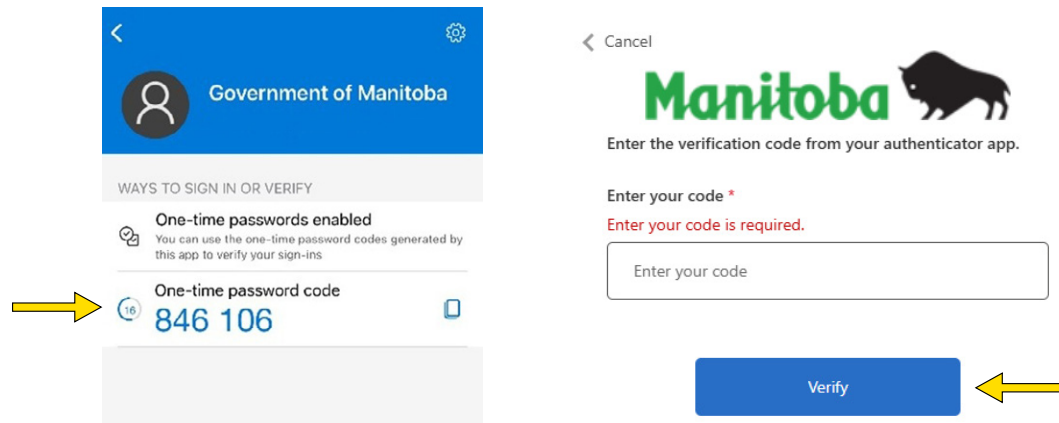 Government of Manitoba
WAYS TO SIGN IN OR VERIFY
One-time passwords enabled
You can use the one-time password codes generated by
this app to verify your sign-ins
One-time password code
16
846 106
Cancel
Manitoba
Enter the verification code from your authenticator app.
Enter your code *
Enter your code is required.
Enter your code
Verify